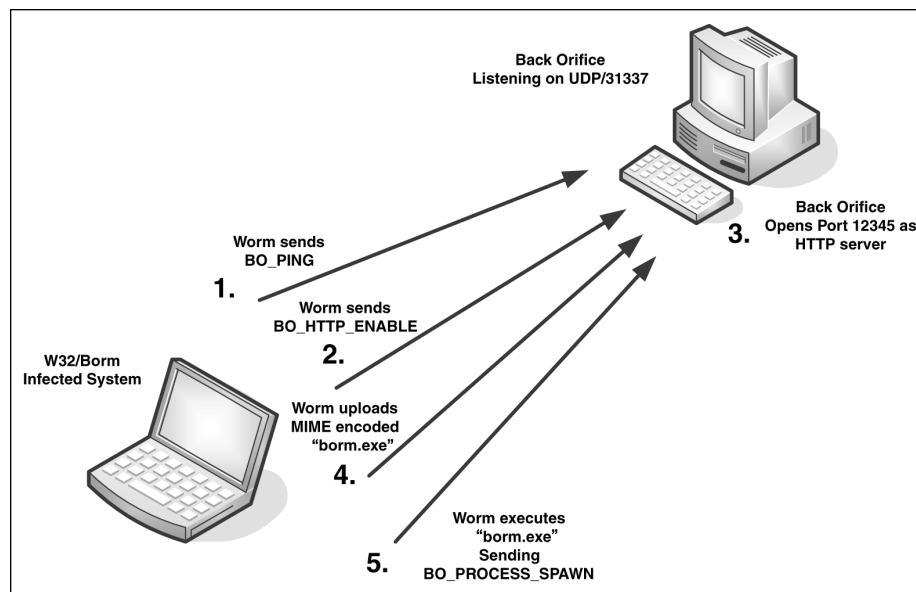 Back Orifice
Listening on UDP/31337
Worm sends
BO_PING
1.
Back Orifice
Opens Port 12345 as
HTTP server
3.
Worm sends
BO_HTTP_ENABLE
2.
W32/Borm
Infected System
Worm uploads
MIME encoded
“borm.exe”
4.
Worm executes
“borm.exe”
Sending
BO_PROCESS_SPAWN
5.